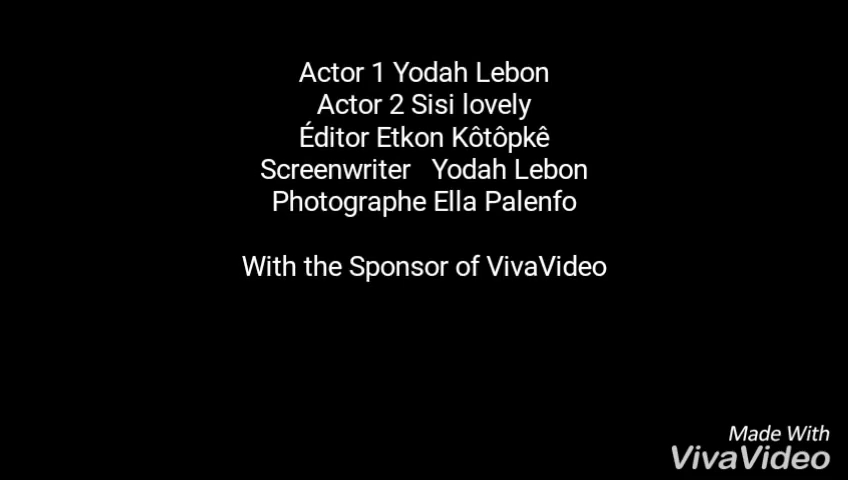 Actor 1 Yodah Lebon
Actor 2 Sisi lovely
Éditor Etkon Kôtôpkê
Screenwriter   Yodah Lebon
Photographe Ella Palenfo
With the Sponsor of VivaVideo
Made With
VivaVideo